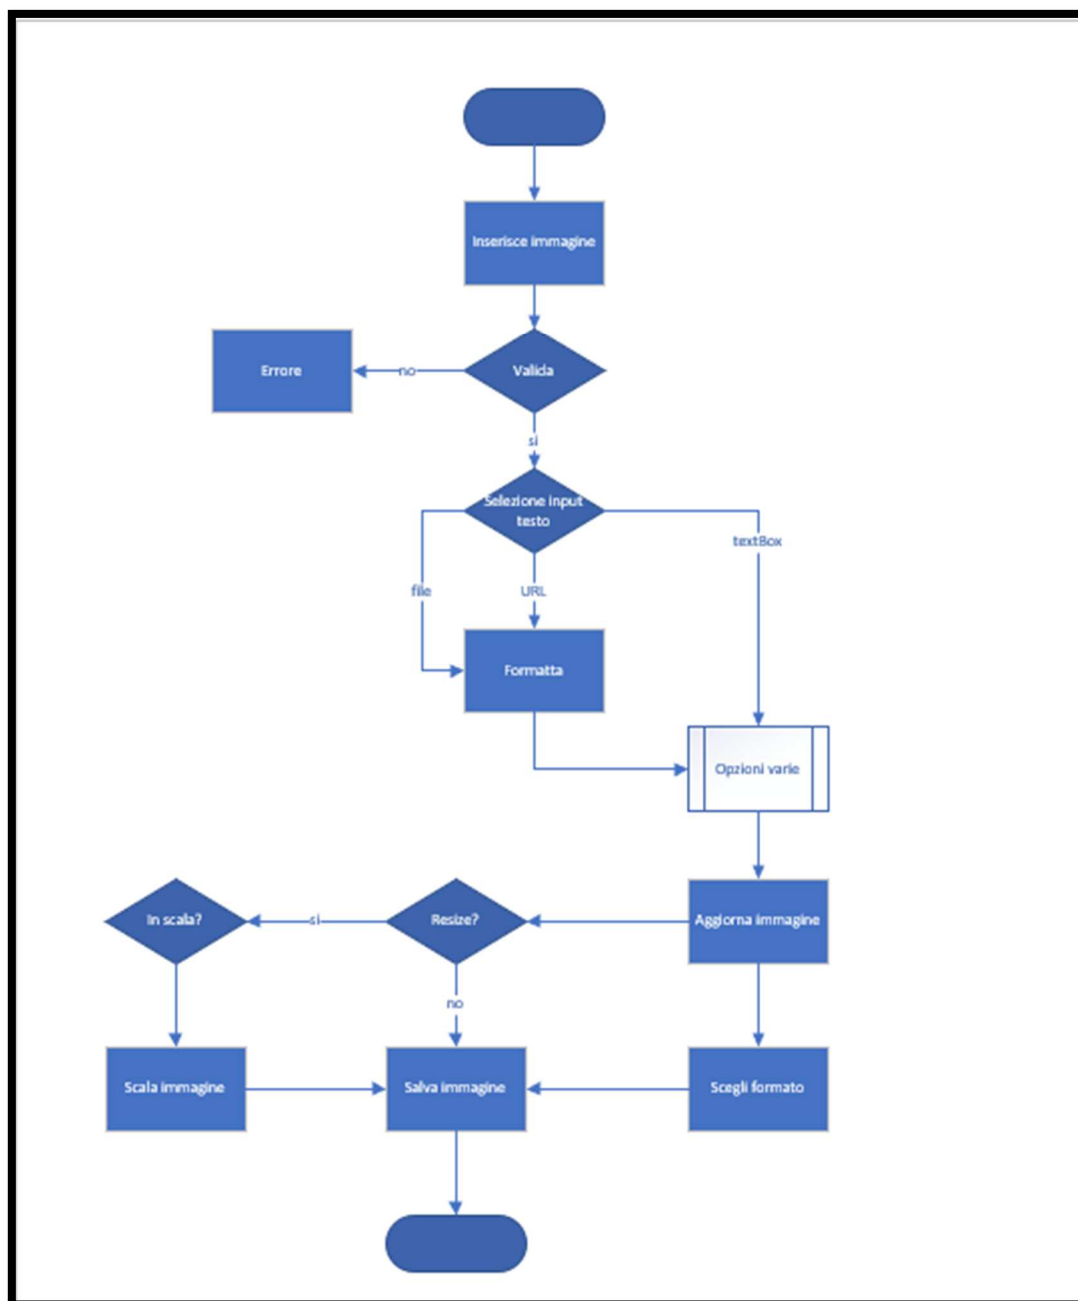 Inserisce immagine
Errore
no
Valida
si
Selezione input
testo
textBox
file
URL
Formatta
Opzioni varie
In scala?
si
Resize?
Aggiorna immagine
no
Scala immagine
Salva immagine
Scegli formato